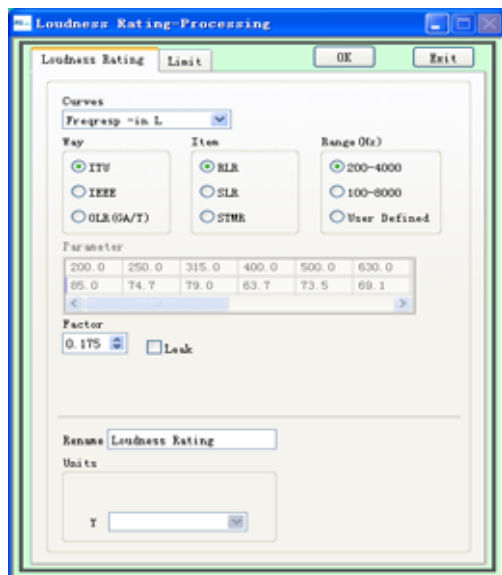 Loudness Rating-Processing
Loudness Rating Limit OK Exit
Curves
Freqresp -in L
Way Item Range(Hz)
ITU RLR 200-4000
IEEE SLR 100-8000
OLR(GA/T) STMR User Defined
Parameter
200.0 250.0 315.0 400.0 500.0 630.0
85.0 74.7 79.0 63.7 73.5 69.1
Factor
0.175 Leak
Rename Loudness Rating
Units
Y